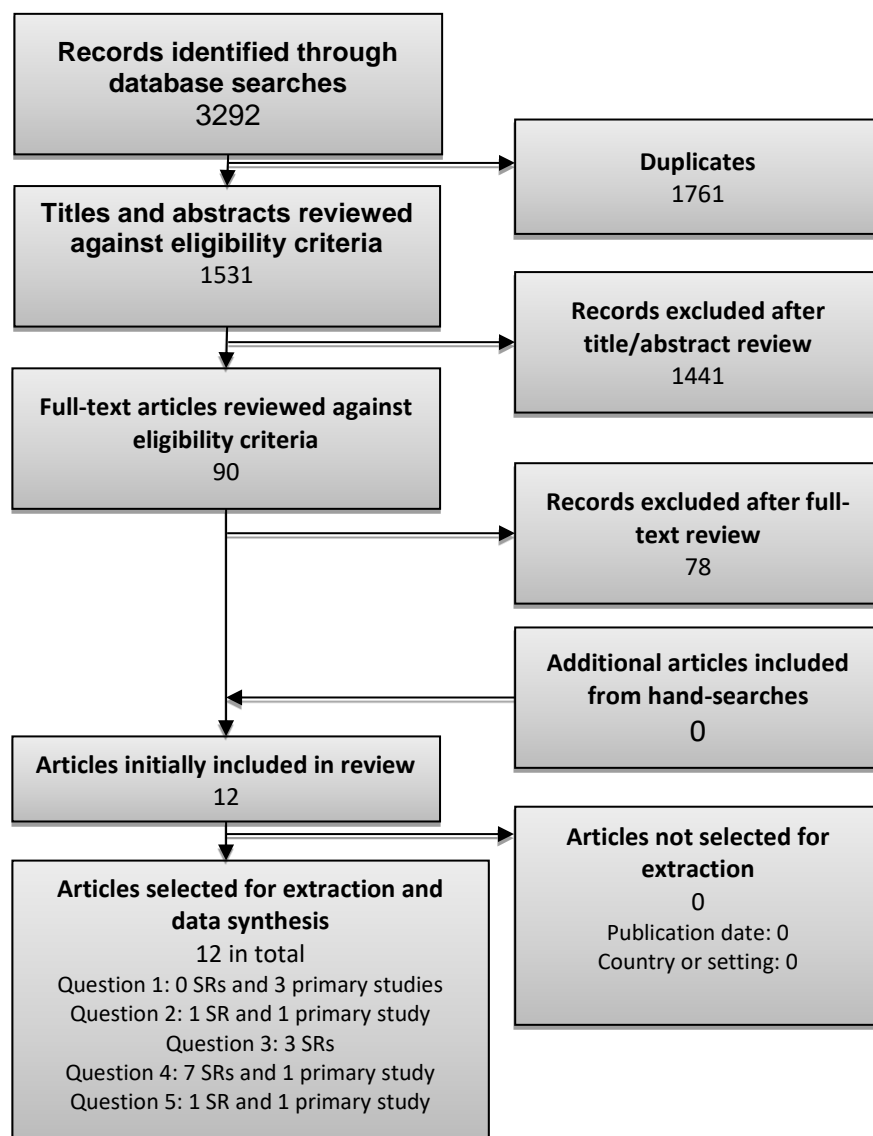 Records identified through
database searches
3292
Duplicates
1761
Titles and abstracts reviewed
against eligibility criteria
1531
Records excluded after
title/abstract review
1441
Full-text articles reviewed against
eligibility criteria
90
Records excluded after full-
text review
78
Additional articles included
from hand-searches
0
Articles initially included in review
12
Articles not selected for
extraction
0
Publication date: 0
Country or setting: 0
Articles selected for extraction and
data synthesis
12 in total
Question 1: 0 SRs and 3 primary studies
Question 2: 1 SR and 1 primary study
Question 3: 3 SRs
Question 4: 7 SRs and 1 primary study
Question 5: 1 SR and 1 primary study